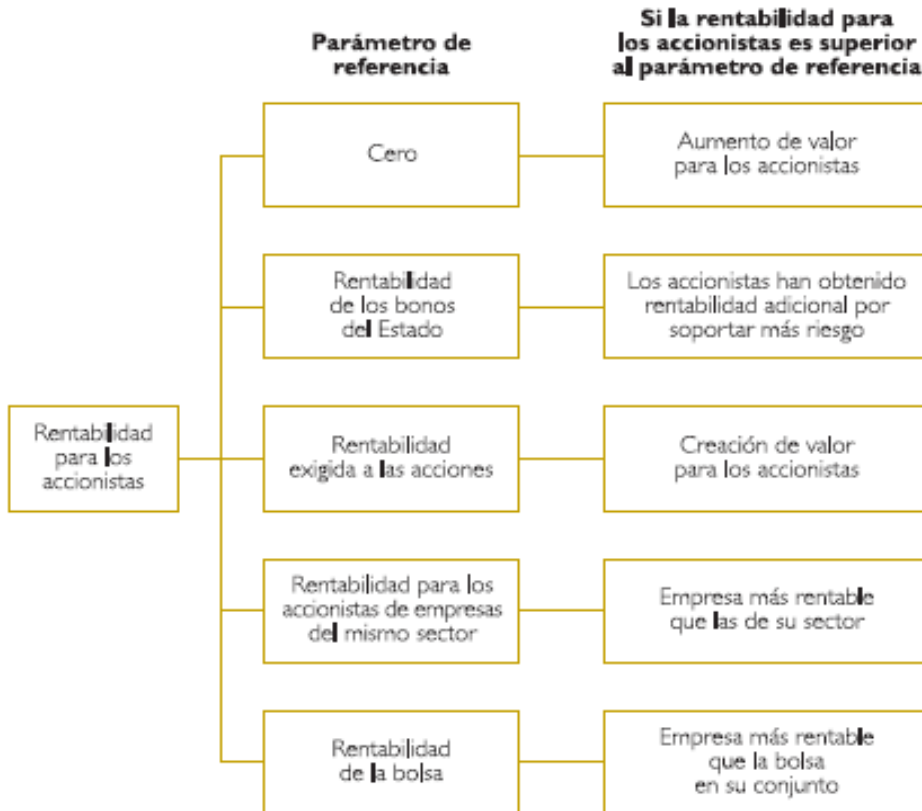 Parámetro de
referencia
Si la rentabilidad para
los accionistas es superior
al parámetro de referencia
Rentabilidad
para los
accionistas
Cero
Aumento de valor
para los accionistas
Rentabilidad
de los bonos
del Estado
Los accionistas han obtenido
rentabilidad adicional por
soportar más riesgo
Rentabilidad
exigida a las acciones
Creación de valor
para los accionistas
Rentabilidad para los
accionistas de empresas
del mismo sector
Empresa más rentable
que las de su sector
Rentabilidad
de la bolsa
Empresa más rentable
que la bolsa
en su conjunto